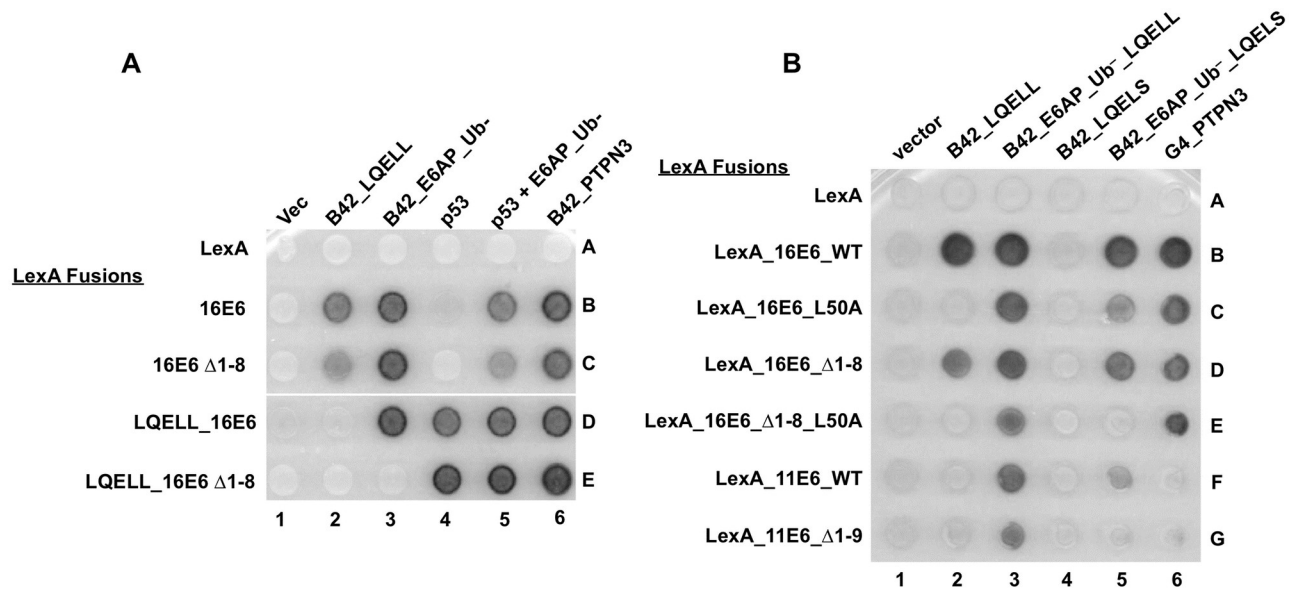 A
Vec
B42_LQELL
B42_E6AP_Ub-
p53
p53 + E6AP_Ub-
B42_PTPN3
LexA
A
LexA Fusions
16E6
B
16E6 Δ1-8
C
LQELL_16E6
D
LQELL_16E6 Δ1-8
E
1 2 3 4 5 6
B
vector
B42_LQELL
B42_E6AP_Ub⁻_LQELL
B42_LQELS
B42_E6AP_Ub⁻_LQELS
G4_PTPN3
LexA Fusions
LexA
A
LexA_16E6_WT
B
LexA_16E6_L50A
C
LexA_16E6_Δ1-8
D
LexA_16E6_Δ1-8_L50A
E
LexA_11E6_WT
F
LexA_11E6_Δ1-9
G
1 2 3 4 5 6